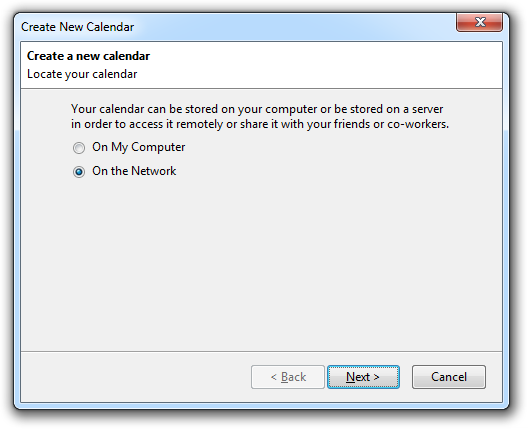 Create New Calendar
Create a new calendar
Locate your calendar
Your calendar can be stored on your computer or be stored on a server
in order to access it remotely or share it with your friends or co-workers.
On My Computer
On the Network
< Back
Next >
Cancel